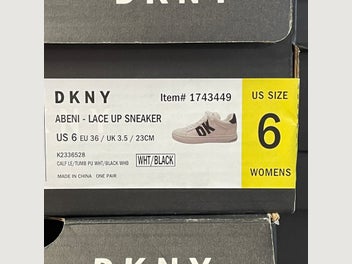 DKNY
DKNY Item# 1743449
ABENI - LACE UP SNEAKER
US 6 EU 36 / UK 3.5 / 23CM
K2336528
CALF LE/TUMB PU WHT/BLACK WHB
WHT/BLACK
MADE IN CHINA ONE PAIR
DK
US SIZE
6
WOMENS
DKNY